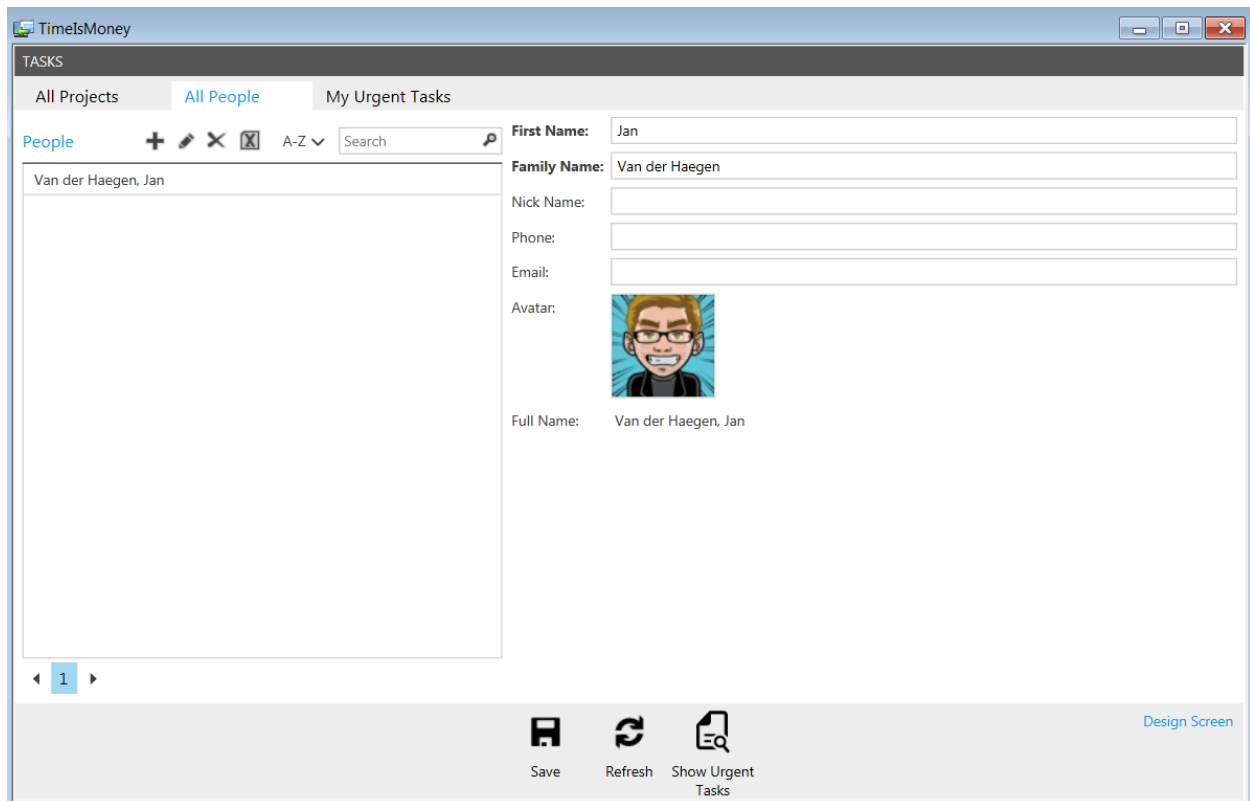 TimeIsMoney
TASKS
All Projects
All People
My Urgent Tasks
People
A-Z
Search
Van der Haegen, Jan
1
First Name:
Jan
Family Name:
Van der Haegen
Nick Name:
Phone:
Email:
Avatar:
Full Name:
Van der Haegen, Jan
Save
Refresh
Show Urgent
Tasks
Design Screen